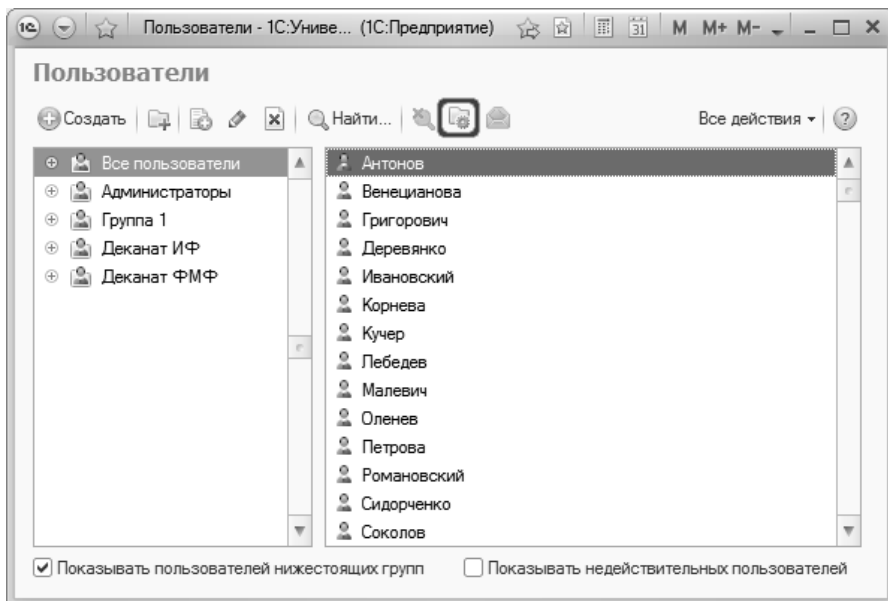 1С Пользователи - 1С:Униве... (1С:Предприятие) 31 M M+ M-
Пользователи
Создать Найти... Все действия ?
Все пользователи
Администраторы
Группа 1
Деканат ИФ
Деканат ФМФ
Антонов
Венецианова
Григорович
Деревянко
Ивановский
Корнева
Кучер
Лебедев
Малевич
Оленев
Петрова
Романовский
Сидорченко
Соколов
Показывать пользователей нижестоящих групп Показывать недействительных пользователей